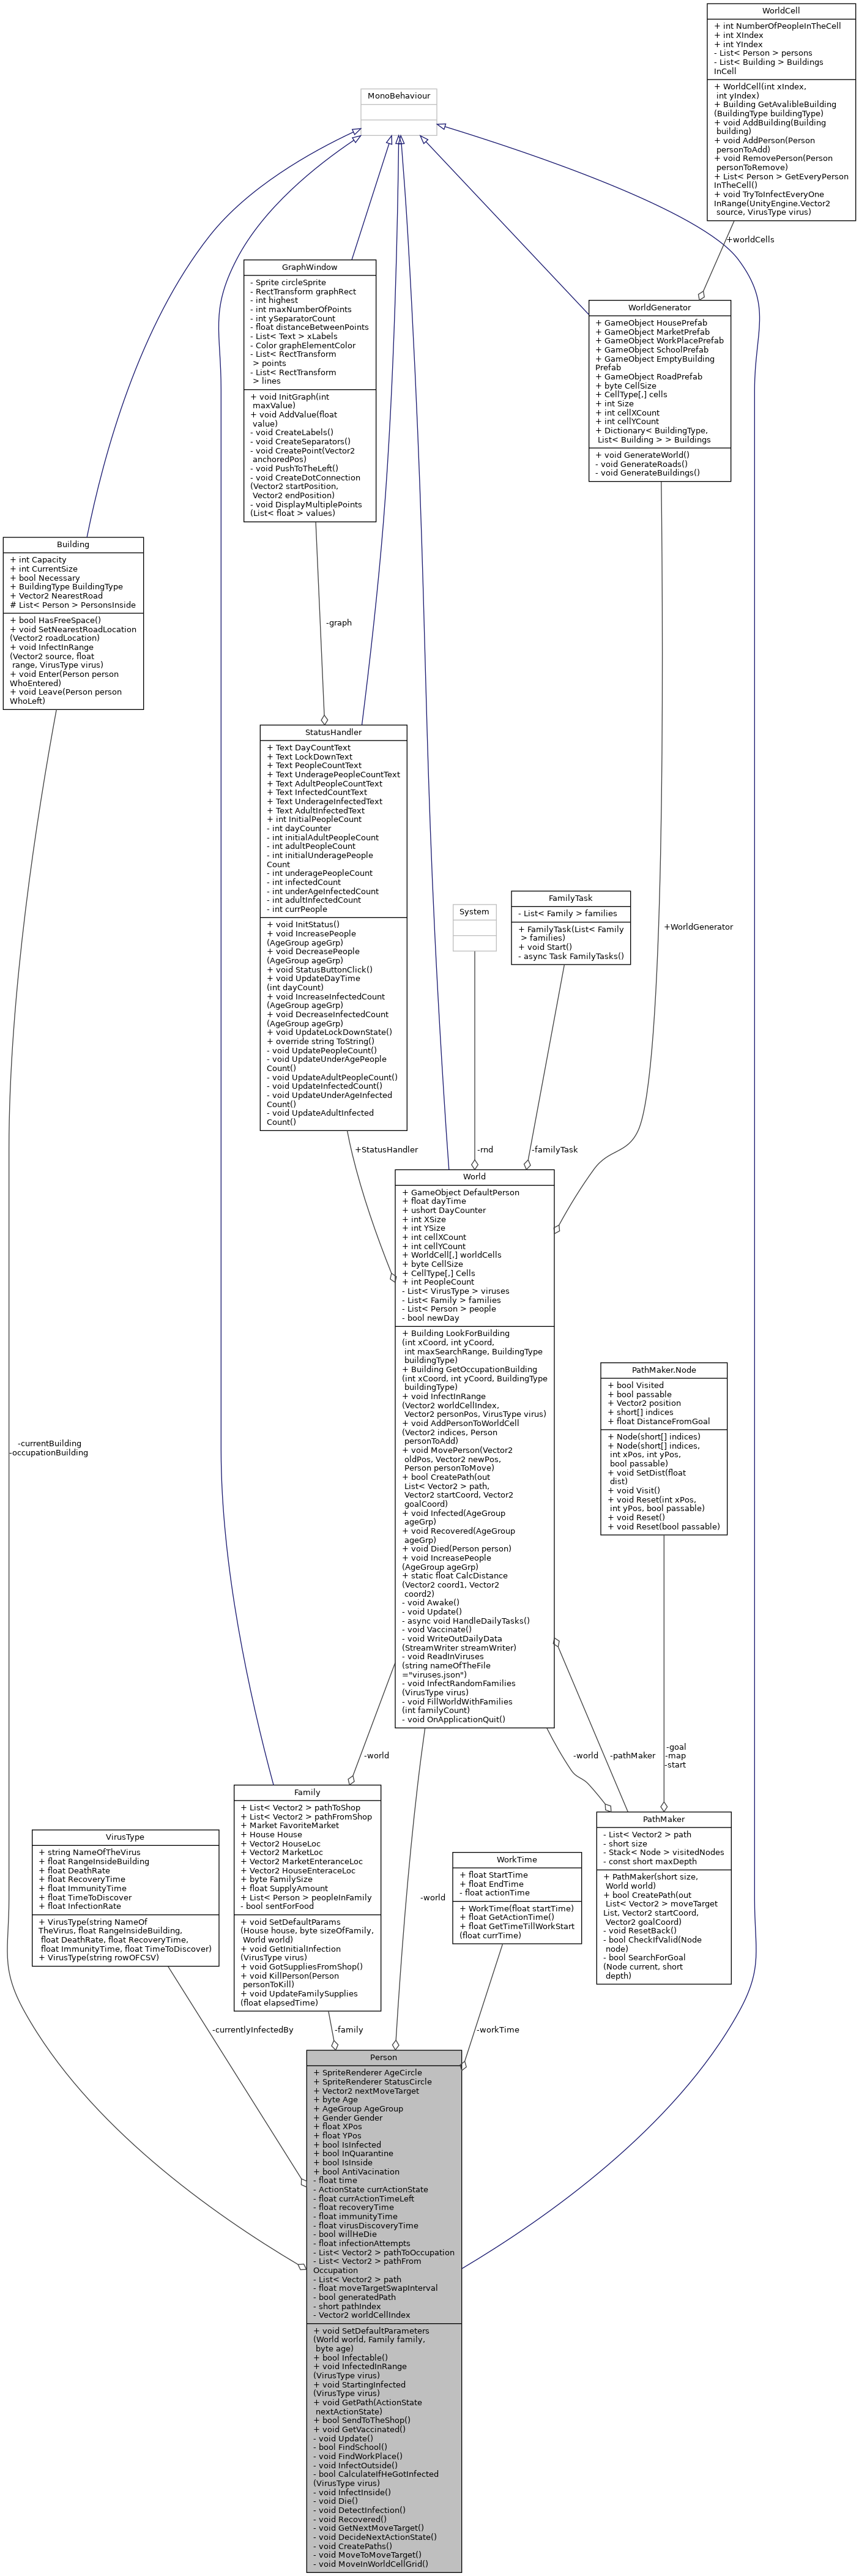 WorldCell
+ int NumberOfPeopleInTheCell
+ int XIndex
+ int YIndex
- List< Person > persons
- List< Building > Buildings
InCell
+ WorldCell(int xIndex,
int yIndex)
+ Building GetAvalibleBuilding
(BuildingType buildingType)
+ void AddBuilding(Building
building)
+ void AddPerson(Person
personToAdd)
+ void RemovePerson(Person
personToRemove)
+ List< Person > GetEveryPerson
InTheCell()
+ void TryToInfectEveryOne
InRange(UnityEngine.Vector2
source, VirusType virus)
MonoBehaviour
+worldCells
GraphWindow
- Sprite circleSprite
- RectTransform graphRect
- int highest
- int maxNumberOfPoints
- int ySeparatorCount
- float distanceBetweenPoints
- List< Text > xLabels
- Color graphElementColor
- List< RectTransform
> points
- List< RectTransform
> lines
+ void InitGraph(int
maxValue)
+ void AddValue(float
value)
- void CreateLabels()
- void CreateSeparators()
- void CreatePoint(Vector2
anchoredPos)
- void PushToTheLeft()
- void CreateDotConnection
(Vector2 startPosition,
Vector2 endPosition)
- void DisplayMultiplePoints
(List< float > values)
WorldGenerator
+ GameObject HousePrefab
+ GameObject MarketPrefab
+ GameObject WorkPlacePrefab
+ GameObject SchoolPrefab
+ GameObject EmptyBuilding
Prefab
+ GameObject RoadPrefab
+ byte CellSize
+ CellType[,] cells
+ int Size
+ int cellXCount
+ int cellYCount
+ Dictionary< BuildingType,
List< Building > > Buildings
+ void GenerateWorld()
- void GenerateRoads()
- void GenerateBuildings()
Building
+ int Capacity
+ int CurrentSize
+ bool Necessary
+ BuildingType BuildingType
+ Vector2 NearestRoad
# List< Person > PersonsInside
+ bool HasFreeSpace()
+ void SetNearestRoadLocation
(Vector2 roadLocation)
+ void InfectInRange
(Vector2 source, float
range, VirusType virus)
+ void Enter(Person person
WhoEntered)
+ void Leave(Person person
WhoLeft)
-graph
StatusHandler
+ Text DayCountText
+ Text LockDownText
+ Text PeopleCountText
+ Text UnderagePeopleCountText
+ Text AdultPeopleCountText
+ Text InfectedCountText
+ Text UnderageInfectedText
+ Text AdultInfectedText
+ int InitialPeopleCount
- int dayCounter
- int initialAdultPeopleCount
- int adultPeopleCount
- int initialUnderagePeople
Count
- int underagePeopleCount
- int infectedCount
- int underAgeInfectedCount
- int adultInfectedCount
- int currPeople
+ void InitStatus()
+ void IncreasePeople
(AgeGroup ageGrp)
+ void DecreasePeople
(AgeGroup ageGrp)
+ void StatusButtonClick()
+ void UpdateDayTime
(int dayCount)
+ void IncreaseInfectedCount
(AgeGroup ageGrp)
+ void DecreaseInfectedCount
(AgeGroup ageGrp)
+ void UpdateLockDownState()
+ override string ToString()
- void UpdatePeopleCount()
- void UpdateUnderAgePeople
Count()
- void UpdateAdultPeopleCount()
- void UpdateInfectedCount()
- void UpdateUnderAgeInfected
Count()
- void UpdateAdultInfected
Count()
System
FamilyTask
- List< Family > families
+ FamilyTask(List< Family
> families)
+ void Start()
- async Task FamilyTasks()
+WorldGenerator
+StatusHandler
-rnd
-familyTask
World
+ GameObject DefaultPerson
+ float dayTime
+ ushort DayCounter
+ int XSize
+ int YSize
+ int cellXCount
+ int cellYCount
+ WorldCell[,] worldCells
+ byte CellSize
+ CellType[,] Cells
+ int PeopleCount
- List< VirusType > viruses
- List< Family > families
- List< Person > people
- bool newDay
+ Building LookForBuilding
(int xCoord, int yCoord,
int maxSearchRange, BuildingType
buildingType)
+ Building GetOccupationBuilding
(int xCoord, int yCoord, BuildingType
buildingType)
+ void InfectInRange
(Vector2 worldCellIndex,
Vector2 personPos, VirusType virus)
+ void AddPersonToWorldCell
(Vector2 indices, Person
personToAdd)
+ void MovePerson(Vector2
oldPos, Vector2 newPos,
Person personToMove)
+ bool CreatePath(out
List< Vector2 > path,
Vector2 startCoord, Vector2
goalCoord)
+ void Infected(AgeGroup
ageGrp)
+ void Recovered(AgeGroup
ageGrp)
+ void Died(Person person)
+ void IncreasePeople
(AgeGroup ageGrp)
+ static float CalcDistance
(Vector2 coord1, Vector2
coord2)
- void Awake()
- void Update()
- async void HandleDailyTasks()
- void Vaccinate()
- void WriteOutDailyData
(StreamWriter streamWriter)
- void ReadInViruses
(string nameOfTheFile
="viruses.json")
- void InfectRandomFamilies
(VirusType virus)
- void FillWorldWithFamilies
(int familyCount)
- void OnApplicationQuit()
PathMaker.Node
+ bool Visited
+ bool passable
+ Vector2 position
+ short[] indices
+ float DistanceFromGoal
+ Node(short[] indices)
+ Node(short[] indices,
int xPos, int yPos,
bool passable)
+ void SetDist(float
dist)
+ void Visit()
+ void Reset(int xPos,
int yPos, bool passable)
+ void Reset()
+ void Reset(bool passable)
-currentBuilding
-occupationBuilding
-world
-world
-pathMaker
-goal
-map
-start
VirusType
+ string NameOfTheVirus
+ float RangeInsideBuilding
+ float DeathRate
+ float RecoveryTime
+ float ImmunityTime
+ float TimeToDiscover
+ float InfectionRate
+ VirusType(string NameOf
TheVirus, float RangeInsideBuilding,
float DeathRate, float RecoveryTime,
float ImmunityTime, float TimeToDiscover)
+ VirusType(string rowOFCSV)
Family
+ List< Vector2 > pathToShop
+ List< Vector2 > pathFromShop
+ Market FavoriteMarket
+ House House
+ Vector2 HouseLoc
+ Vector2 MarketLoc
+ Vector2 MarketEnteranceLoc
+ Vector2 HouseEnteraceLoc
+ byte FamilySize
+ float SupplyAmount
+ List< Person > peopleInFamily
- bool sentForFood
+ void SetDefaultParams
(House house, byte sizeOfFamily,
World world)
+ void GetInitialInfection
(VirusType virus)
+ void GotSuppliesFromShop()
+ void KillPerson(Person
personToKill)
+ void UpdateFamilySupplies
(float elapsedTime)
-world
WorkTime
+ float StartTime
+ float EndTime
- float actionTime
+ WorkTime(float startTime)
+ float GetActionTime()
+ float GetTimeTillWorkStart
(float currTime)
PathMaker
- List< Vector2 > path
- short size
- Stack< Node > visitedNodes
- const short maxDepth
+ PathMaker(short size,
World world)
+ bool CreatePath(out
List< Vector2 > moveTarget
List, Vector2 startCoord,
Vector2 goalCoord)
- void ResetBack()
- bool CheckIfValid(Node
node)
- bool SearchForGoal
(Node current, short
depth)
-currentlyInfectedBy
-family
-workTime
Person
+ SpriteRenderer AgeCircle
+ SpriteRenderer StatusCircle
+ Vector2 nextMoveTarget
+ byte Age
+ AgeGroup AgeGroup
+ Gender Gender
+ float XPos
+ float YPos
+ bool IsInfected
+ bool InQuarantine
+ bool IsInside
+ bool AntiVacination
- float time
- ActionState currActionState
- float currActionTimeLeft
- float recoveryTime
- float immunityTime
- float virusDiscoveryTime
- bool willHeDie
- float infectionAttempts
- List< Vector2 > pathToOccupation
- List< Vector2 > pathFrom
Occupation
- List< Vector2 > path
- float moveTargetSwapInterval
- bool generatedPath
- short pathIndex
- Vector2 worldCellIndex
+ void SetDefaultParameters
(World world, Family family,
byte age)
+ bool Infectable()
+ void InfectedInRange
(VirusType virus)
+ void StartingInfected
(VirusType virus)
+ void GetPath(ActionState
nextActionState)
+ bool SendToTheShop()
+ void GetVaccinated()
- void Update()
- bool FindSchool()
- void FindWorkPlace()
- void InfectOutside()
- bool CalculateIfHeGotInfected
(VirusType virus)
- void InfectInside()
- void Die()
- void DetectInfection()
- void Recovered()
- void GetNextMoveTarget()
- void DecideNextActionState()
- void CreatePaths()
- void MoveToMoveTarget()
- void MoveInWorldCellGrid()